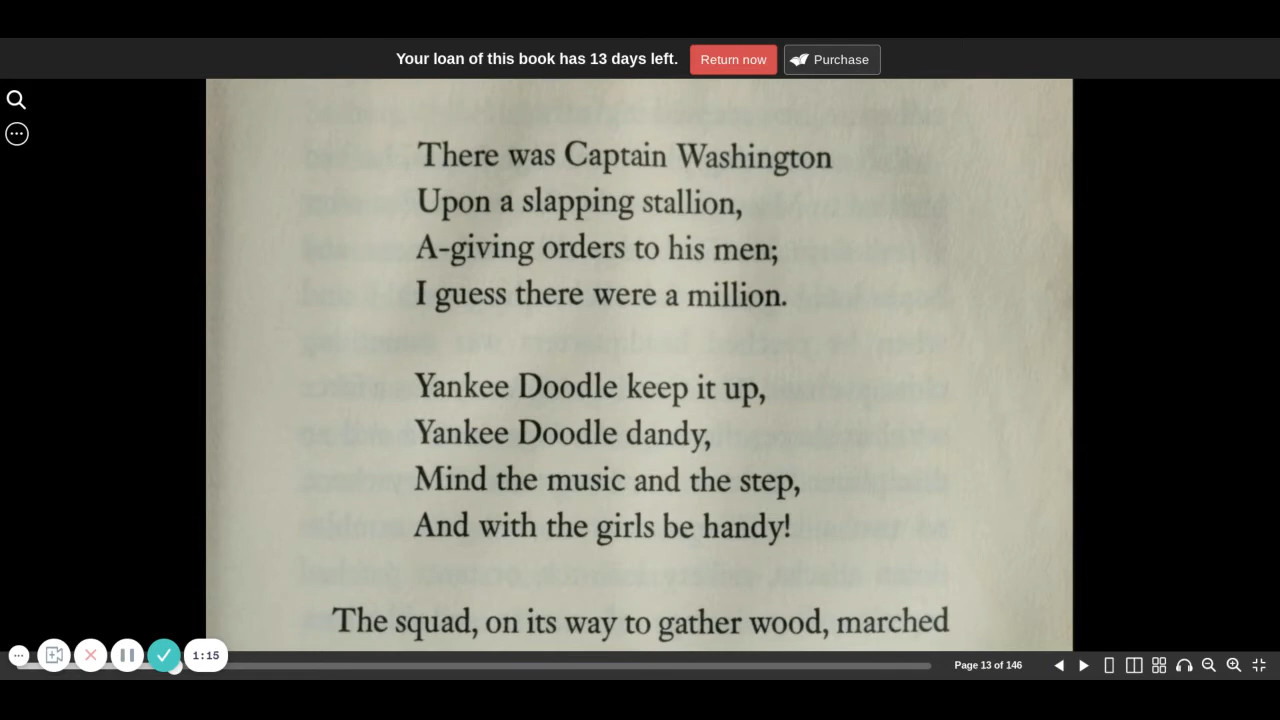 Your loan of this book has 13 days left. Return now Purchase
There was Captain Washington
Upon a slapping stallion,
A-giving orders to his men;
I guess there were a million.
Yankee Doodle keep it up,
Yankee Doodle dandy,
Mind the music and the step,
And with the girls be handy!
The squad, on its way to gather wood, marched
1:15
Page 13 of 146